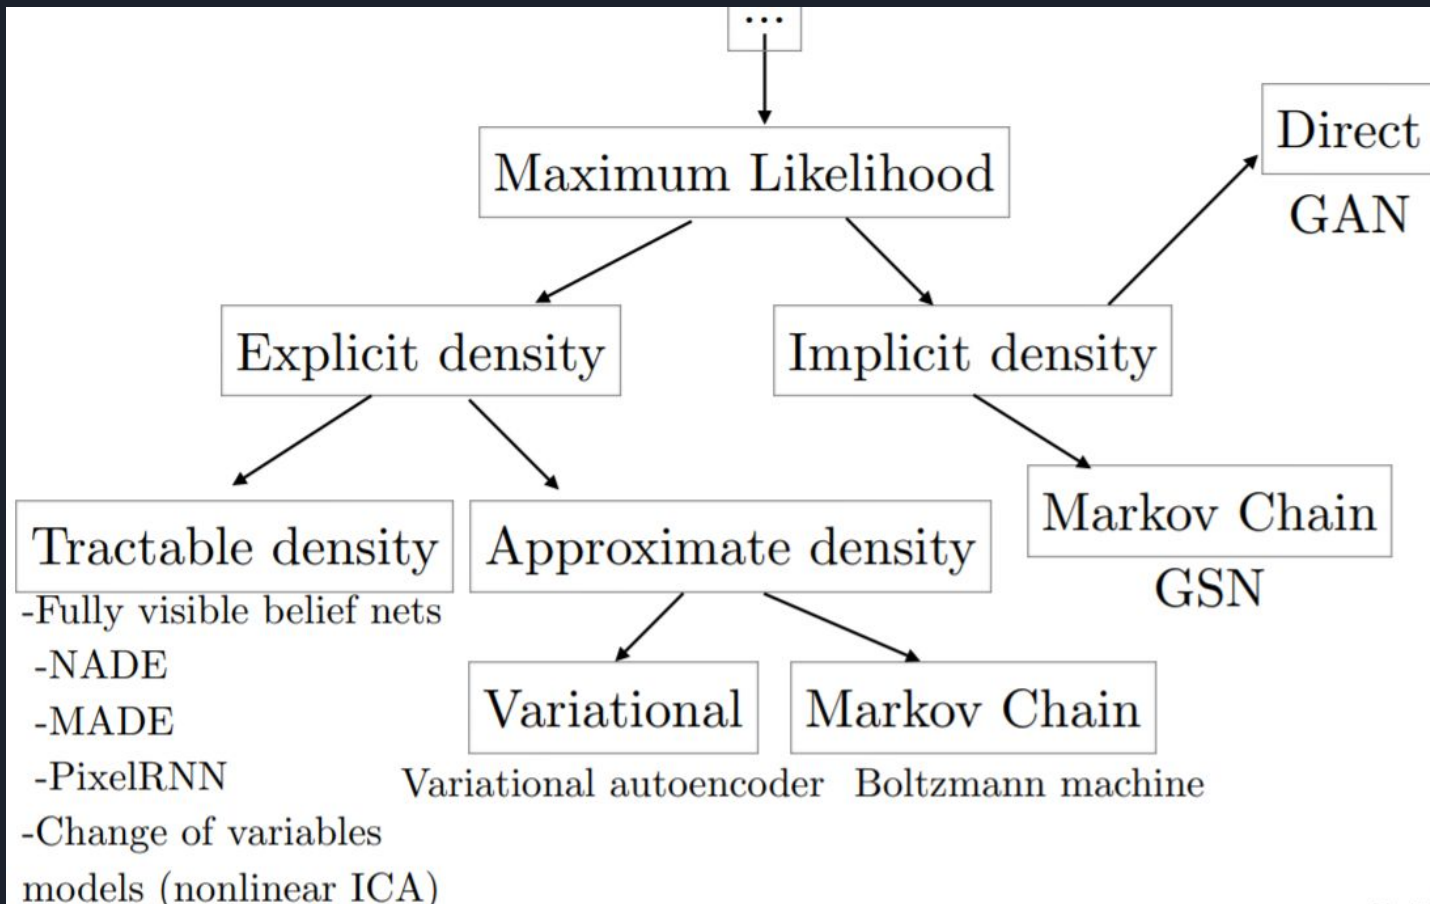 ...
Maximum Likelihood
Direct
GAN
Explicit density
Implicit density
Tractable density
-Fully visible belief nets
-NADE
-MADE
-PixelRNN
-Change of variables
models (nonlinear ICA)
Approximate density
Variational
Variational autoencoder
Markov Chain
Boltzmann machine
Markov Chain
GSN